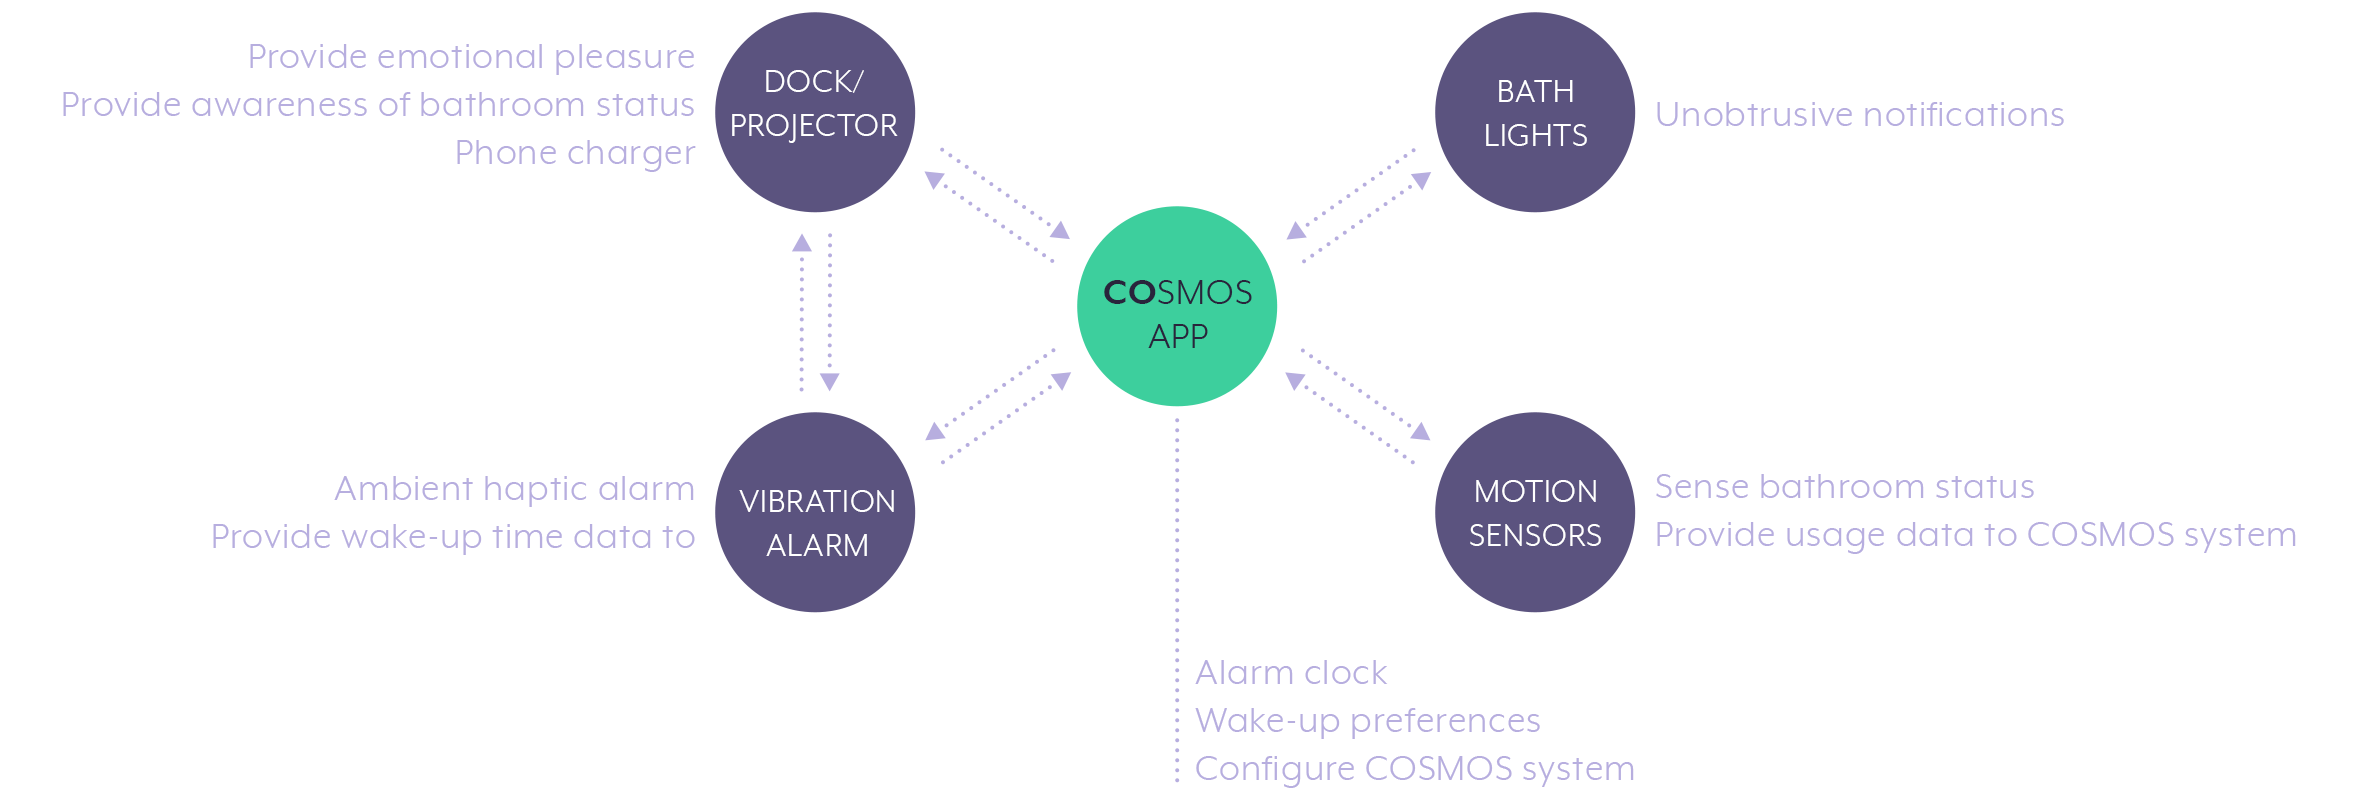 Provide emotional pleasure
Provide awareness of bathroom status
Phone charger
DOCK/
PROJECTOR
BATH
LIGHTS
Unobtrusive notifications
COSMOS
APP
Ambient haptic alarm
Provide wake-up time data to
VIBRATION
ALARM
MOTION
SENSORS
Sense bathroom status
Provide usage data to COSMOS system
Alarm clock
Wake-up preferences
Configure COSMOS system